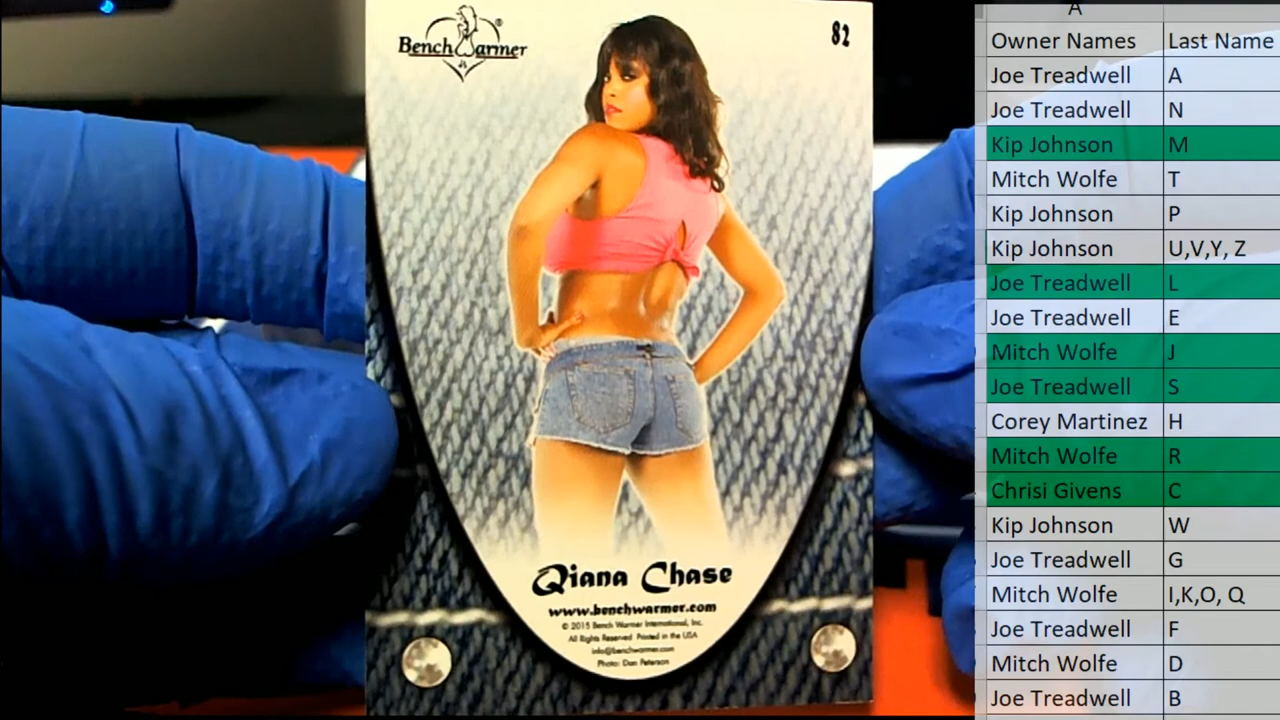 Bench Warmer ®
82
Qiana Chase
www.benchwarmer.com
© 2015 Bench Warmer International, Inc.
All Rights Reserved Printed in the USA
info@benchwarmer.com
Photo: Dan Peterson
A
Owner Names Last Name
Joe Treadwell A
Joe Treadwell N
Kip Johnson M
Mitch Wolfe T
Kip Johnson P
Kip Johnson U,V,Y, Z
Joe Treadwell L
Joe Treadwell E
Mitch Wolfe J
Joe Treadwell S
Corey Martinez H
Mitch Wolfe R
Chrisi Givens C
Kip Johnson W
Joe Treadwell G
Mitch Wolfe I,K,O, Q
Joe Treadwell F
Mitch Wolfe D
Joe Treadwell B